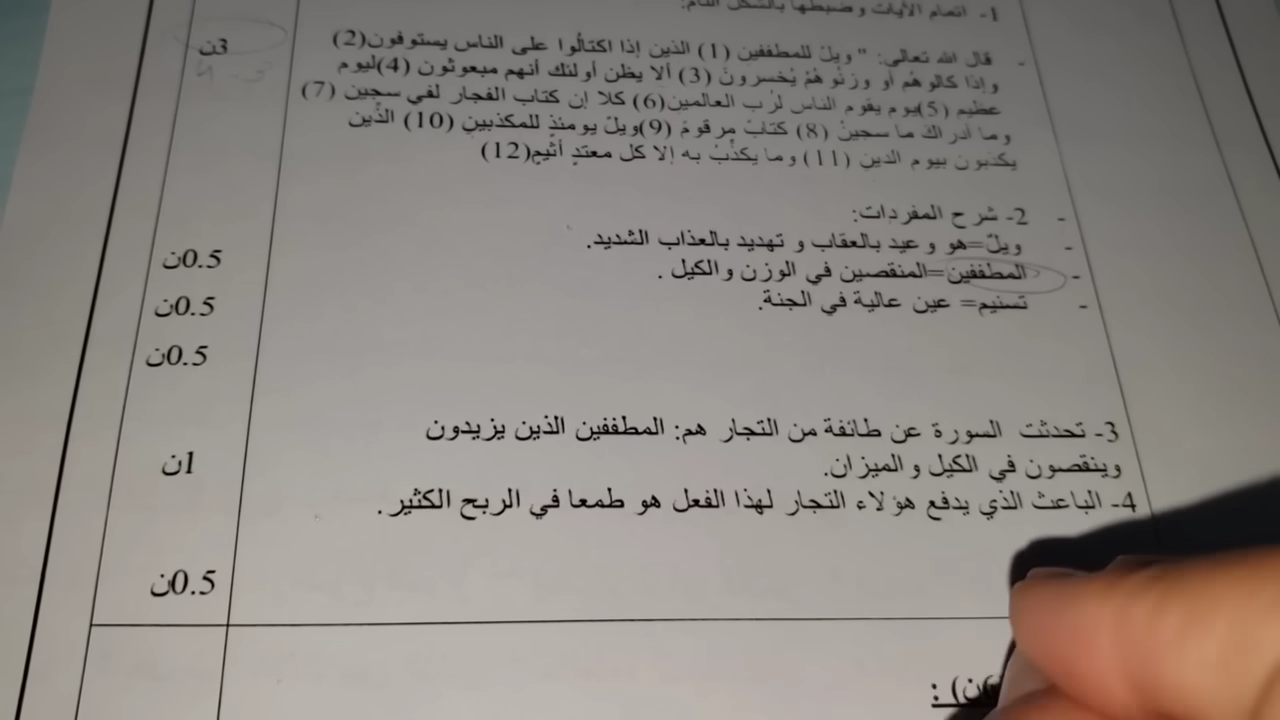 1- اتمام الآيات وضبطها بالشكل التام:
- قال الله تعالى: " ويلٌ للمطففين (1) الذين إذا اكتالُوا على الناس يستوفون(2)
وإذا كالوهُم أو وزنُوهُمْ يُخسرونَ (3) ألا يظن أولئك أنهم مبعوثون (4)ليوم
عظيم (5)يوم يقوم الناس لرب العالمين(6) كلا إن كتاب الفجار لفي سجين (7)
وما أدراك ما سجينٌ (8) كتابٌ مرقومٌ (9)ويلٌ يومئذٍ للمكذبينِ (10) الذين
يكذبون بيوم الدين (11) وما يكذّبُ به إلا كل معتدٍ أثيمٍ(12)
3ن
- 2- شرح المفردات:
- ويلٌ=هو وعيد بالعقاب و تهديد بالعذاب الشديد.
0.5ن
- المطففين=المنقصين في الوزن والكيل .
0.5ن
- تسنيم= عين عالية في الجنة.
0.5ن
3- تحدثت السورة عن طائفة من التجار هم: المطففين الذين يزيدون
وينقصون في الكيل والميزان.
1ن
4- الباعث الذي يدفع هؤلاء التجار لهذا الفعل هو طمعا في الربح الكثير.
0.5ن
ن) :